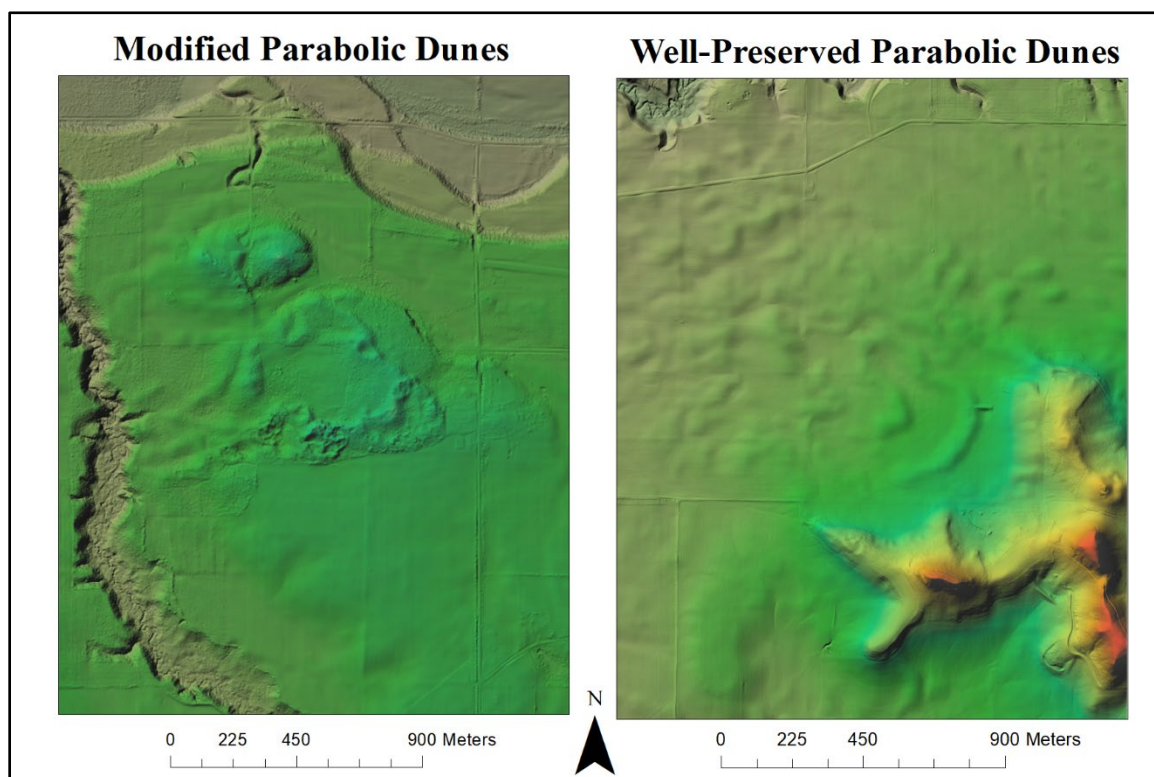 Modified Parabolic Dunes
Well-Preserved Parabolic Dunes
N
0 225 450 900 Meters
0 225 450 900 Meters